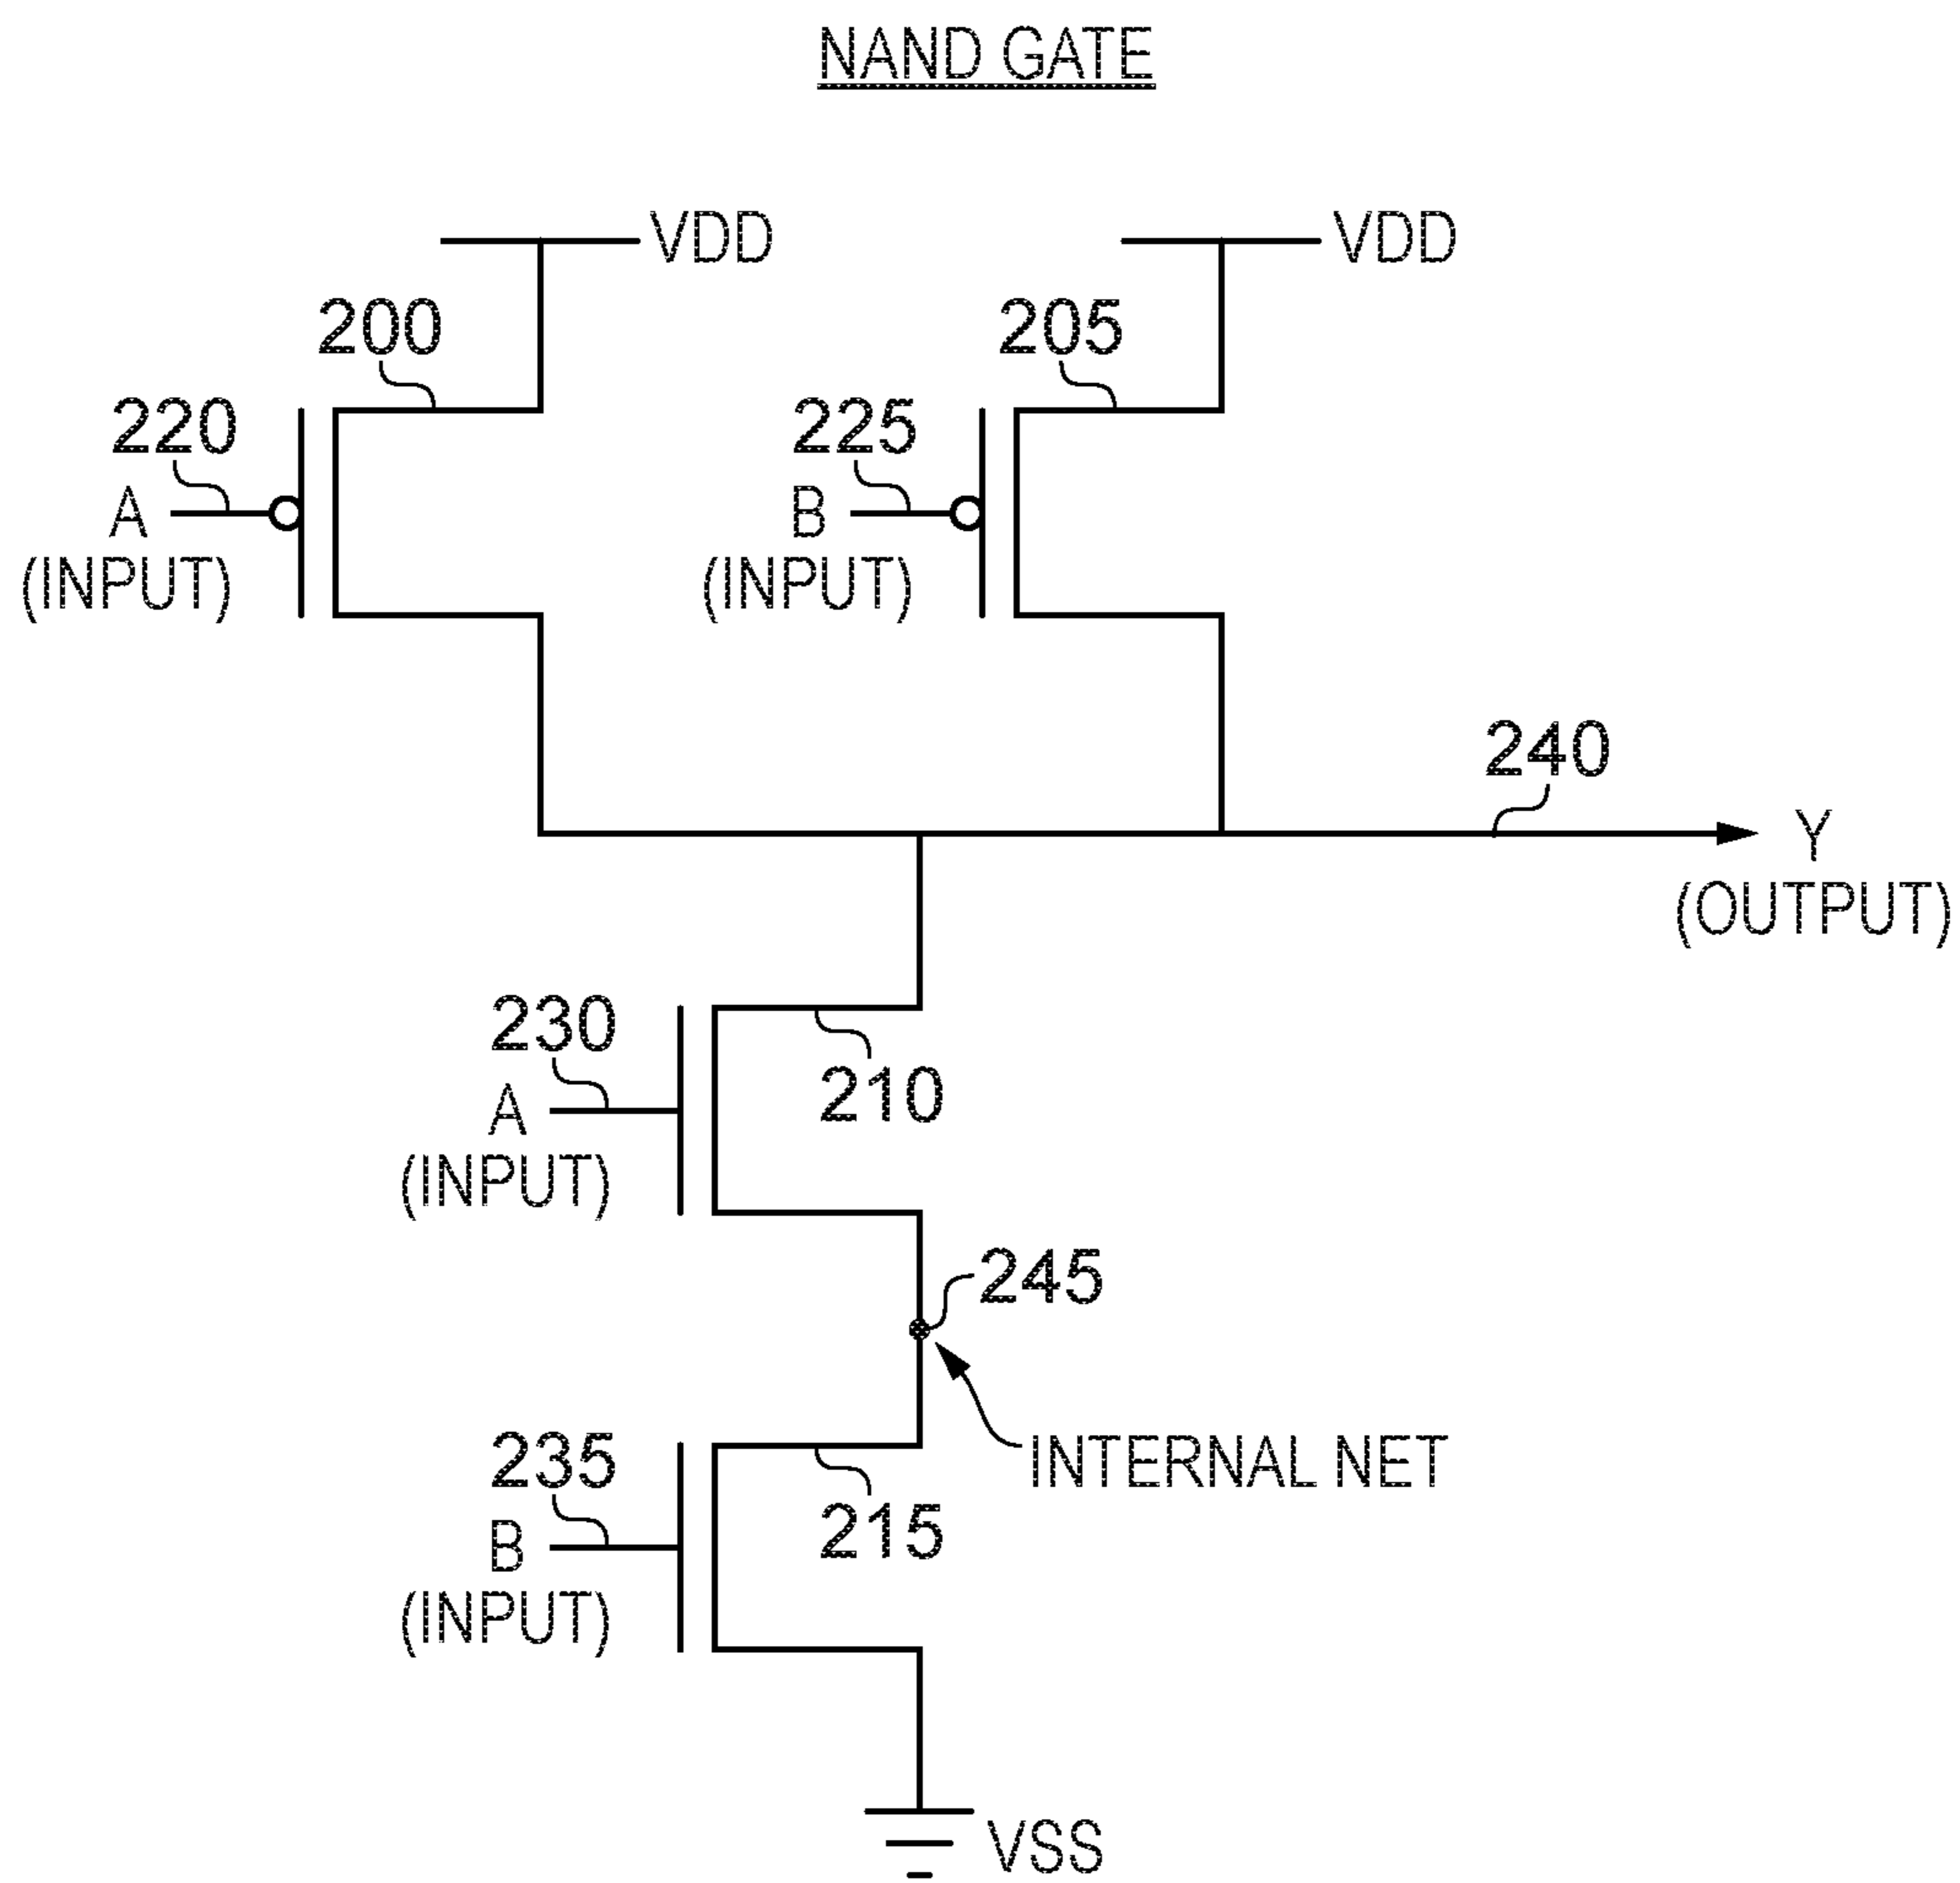 NAND GATE
VDD
VDD
200
205
220
225
A
(INPUT)
B
(INPUT)
240
Y
(OUTPUT)
230
A
(INPUT)
210
245
INTERNAL NET
235
B
(INPUT)
215
VSS